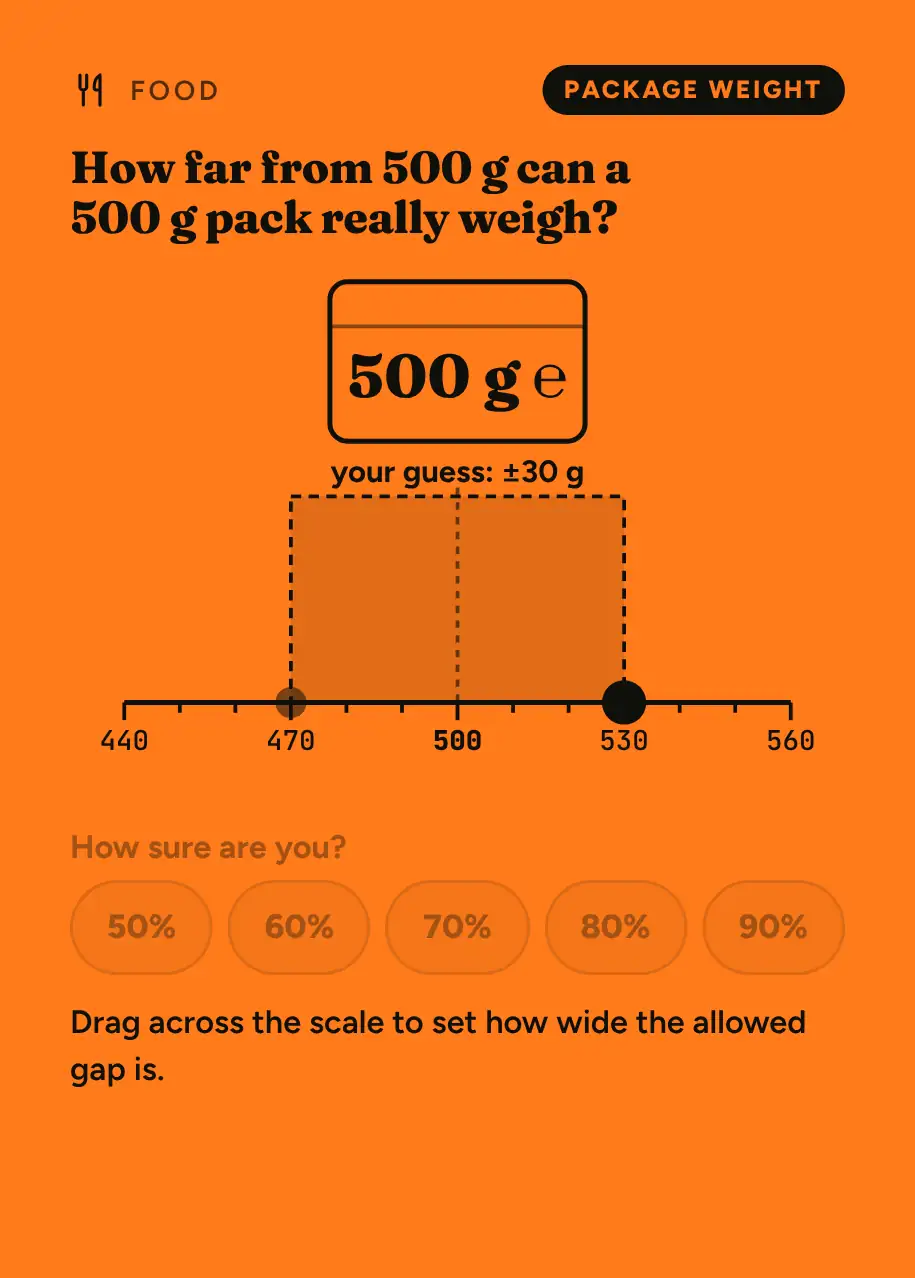 FOOD
PACKAGE WEIGHT
How far from 500 g can a
500 g pack really weigh?
500 g ℮
your guess: ±30 g
440 470 500 530 560
How sure are you?
50% 60% 70% 80% 90%
Drag across the scale to set how wide the allowed
gap is.